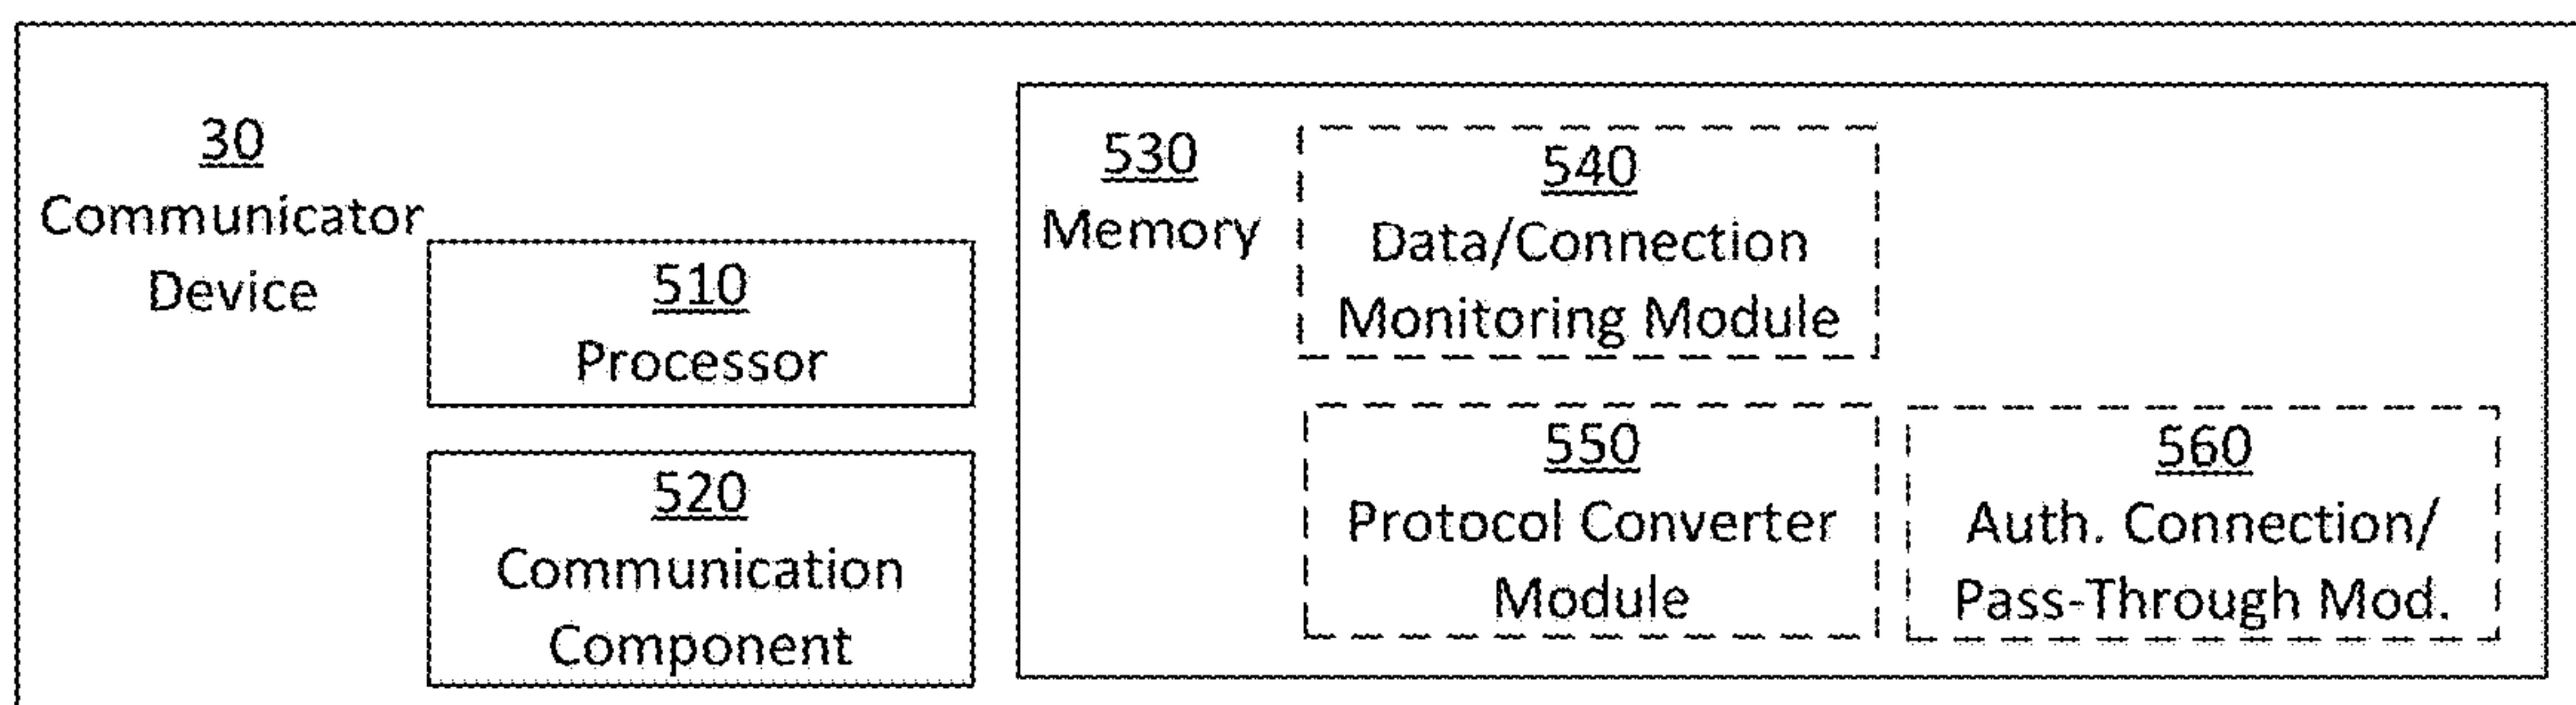 30
Communicator
Device
510
Processor
520
Communication
Component
530
Memory
540
Data/Connection
Monitoring Module
550
Protocol Converter
Module
560
Auth. Connection/
Pass-Through Mod.